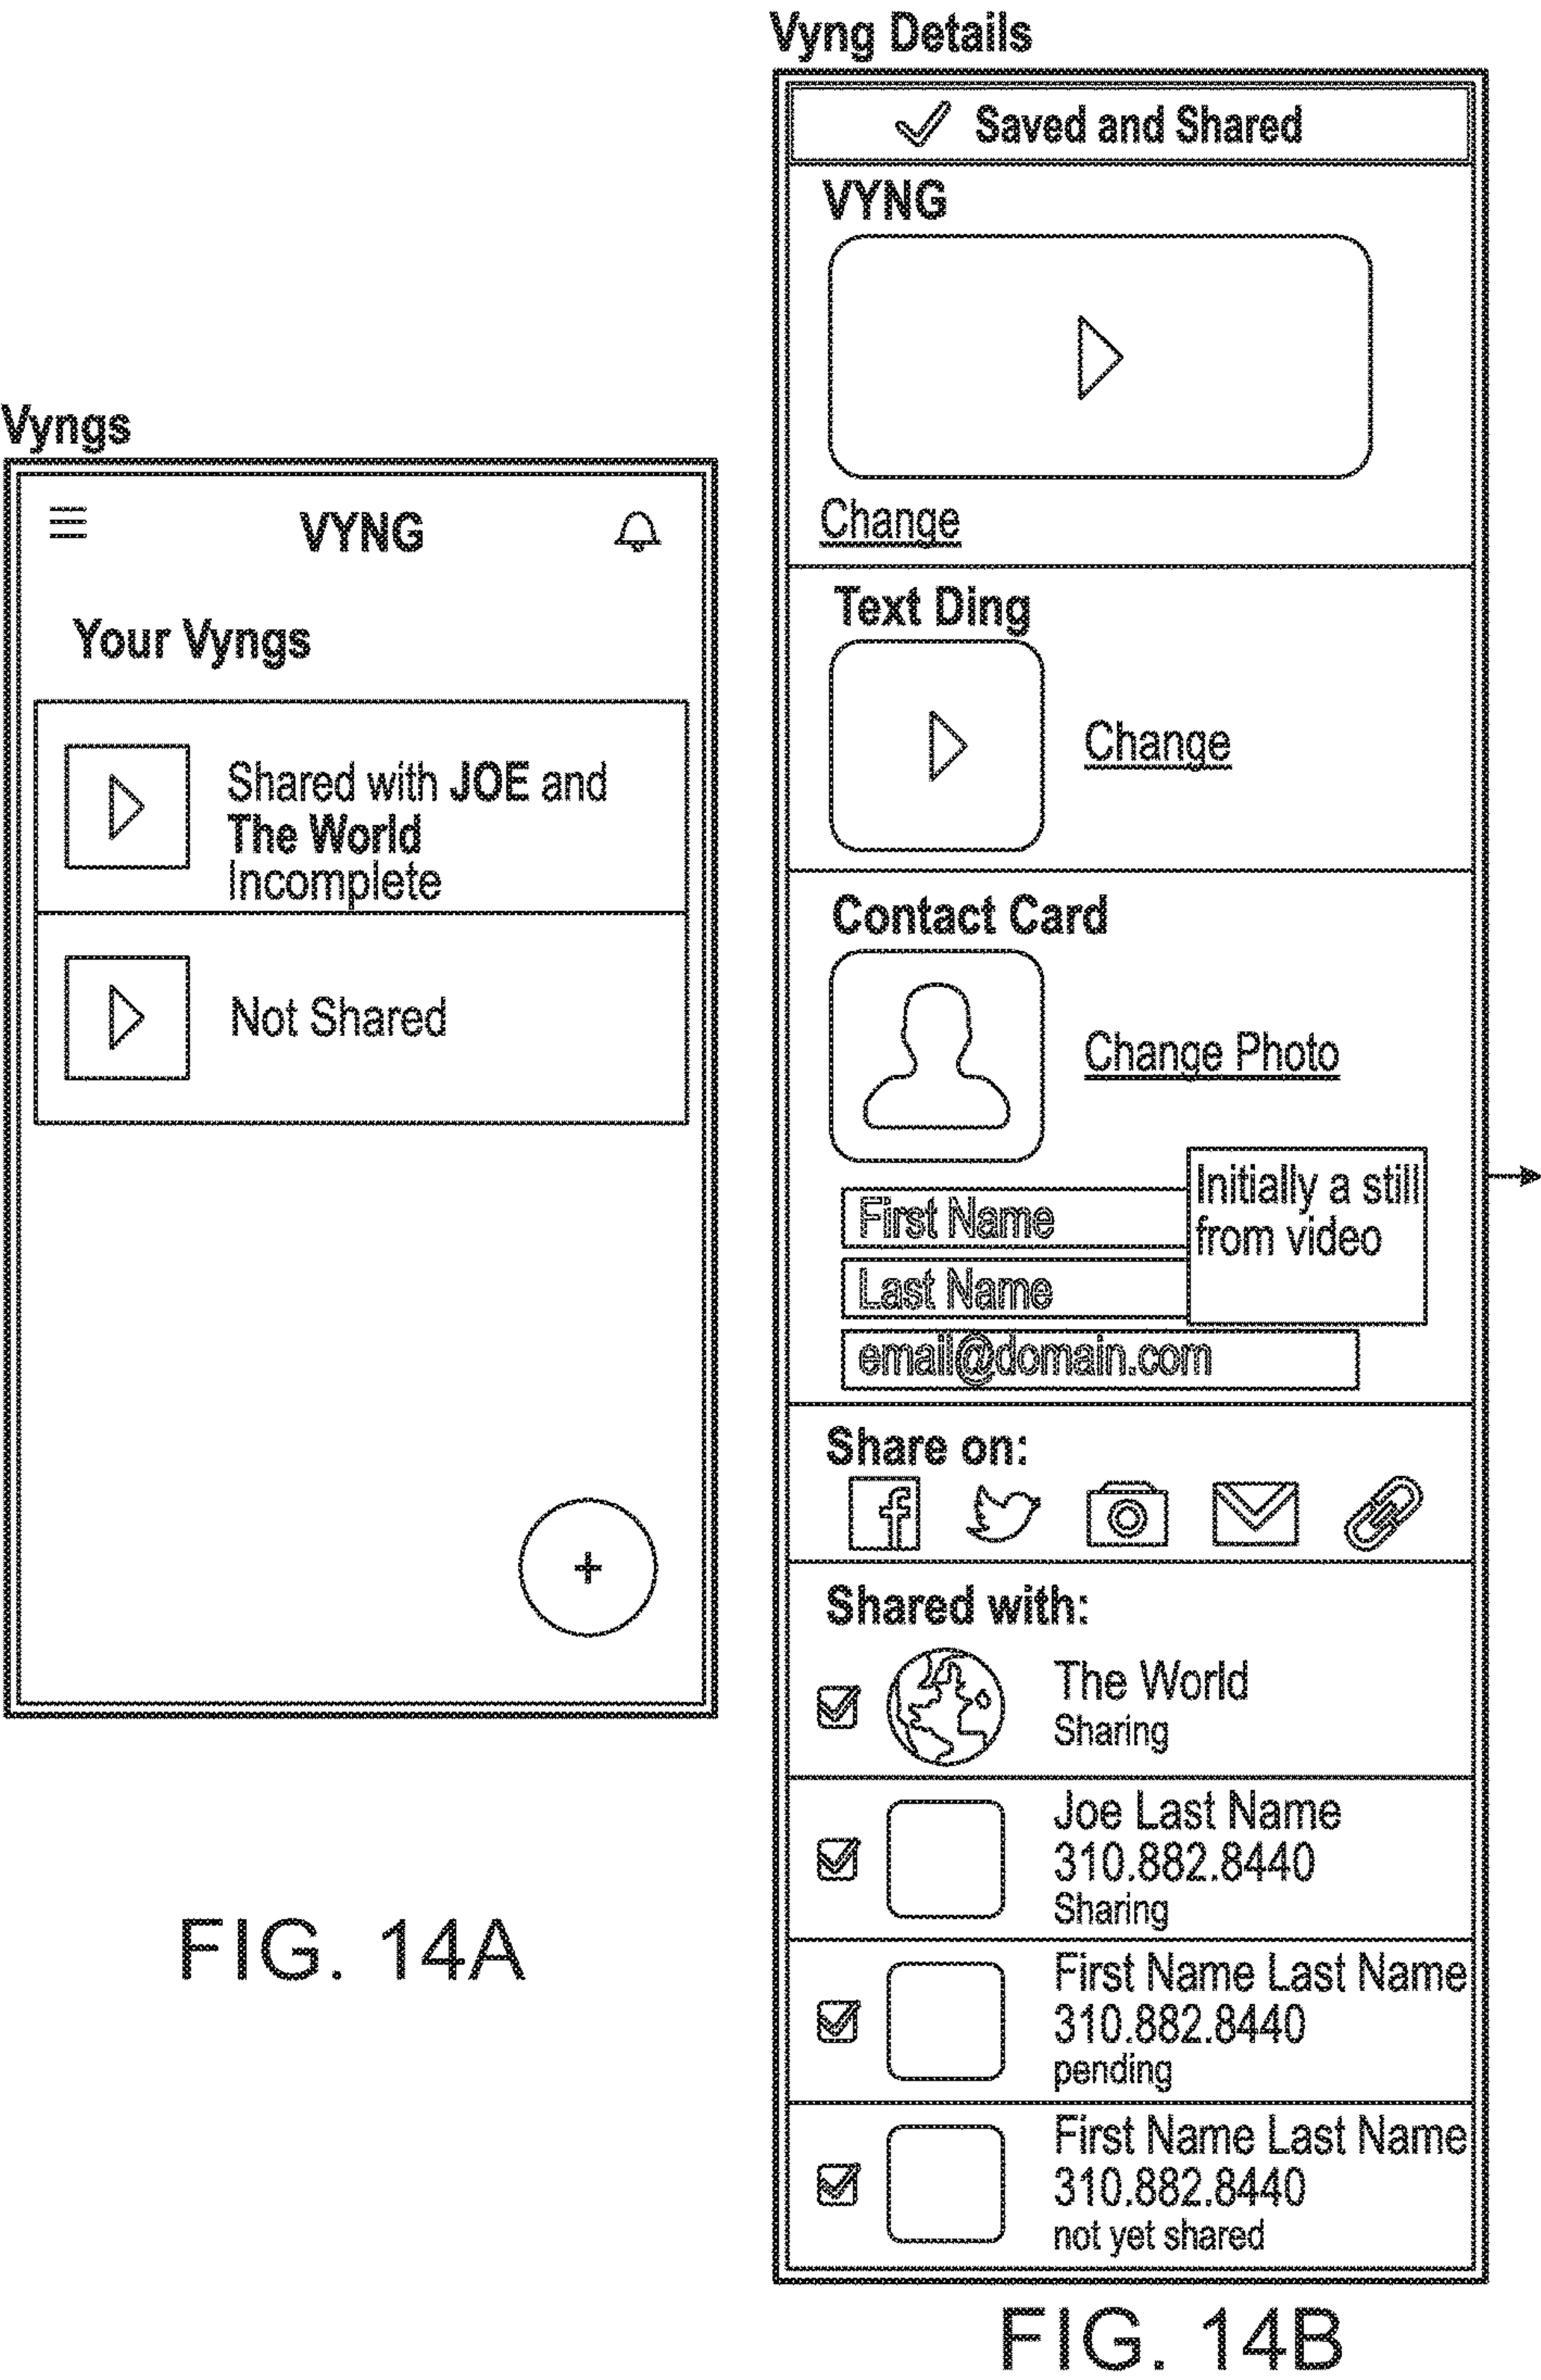 Vyngs
VYNG
Your Vyngs
Shared with JOE and
The World
Incomplete
Not Shared
FIG. 14A
Vyng Details
Saved and Shared
VYNG
Change
Text Ding
Change
Contact Card
Change Photo
Initially a still
from video
First Name
Last Name
email@domain.com
Share on:
Shared with:
The World
Sharing
Joe Last Name
310.882.8440
Sharing
First Name Last Name
310.882.8440
pending
First Name Last Name
310.882.8440
not yet shared
FIG. 14B